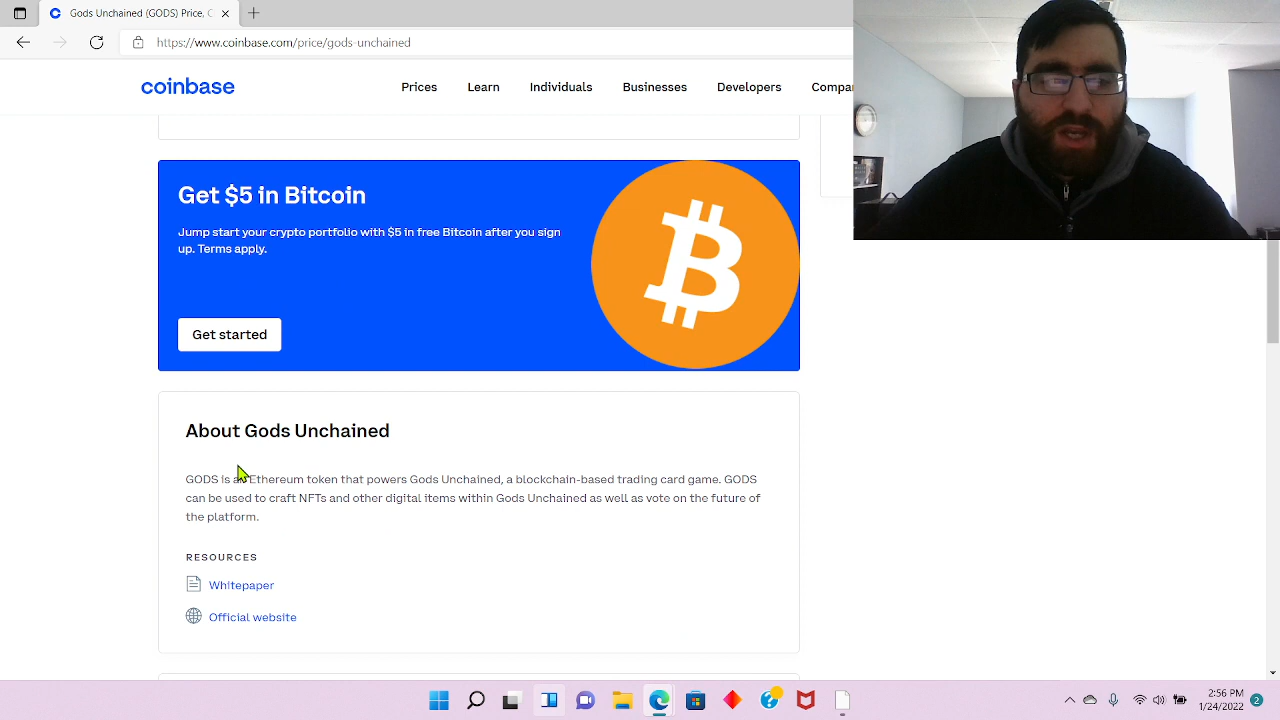 Gods Unchained (GODS) Price, C
https://www.coinbase.com/price/gods-unchained
coinbase
Prices
Learn
Individuals
Businesses
Developers
Compa
Get $5 in Bitcoin
Jump start your crypto portfolio with $5 in free Bitcoin after you sign
up. Terms apply.
Get started
About Gods Unchained
GODS is an Ethereum token that powers Gods Unchained, a blockchain-based trading card game. GODS
can be used to craft NFTs and other digital items within Gods Unchained as well as vote on the future of
the platform.
RESOURCES
Whitepaper
Official website
2:56 PM
1/24/2022
2